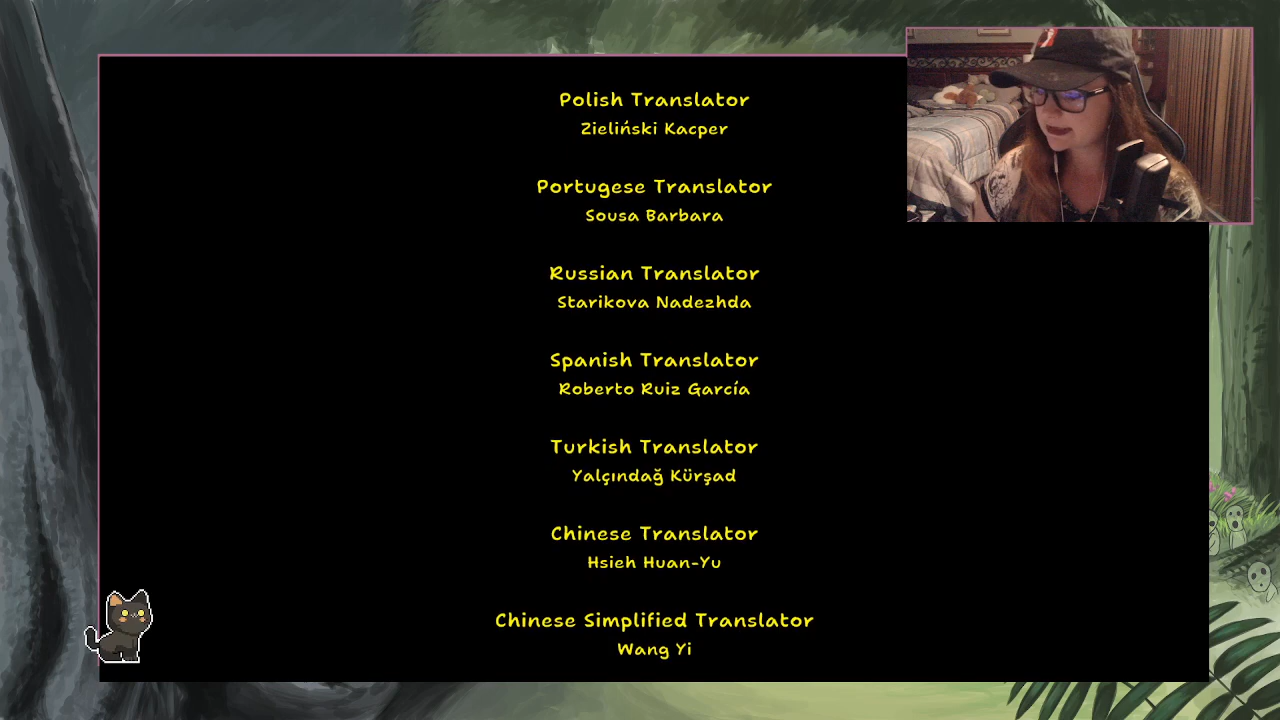 Polish Translator
Zieliński Kacper
Portugese Translator
Sousa Barbara
Russian Translator
Starikova Nadezhda
Spanish Translator
Roberto Ruiz García
Turkish Translator
Yalçındağ Kürşad
Chinese Translator
Hsieh Huan-Yu
Chinese Simplified Translator
Wang Yi